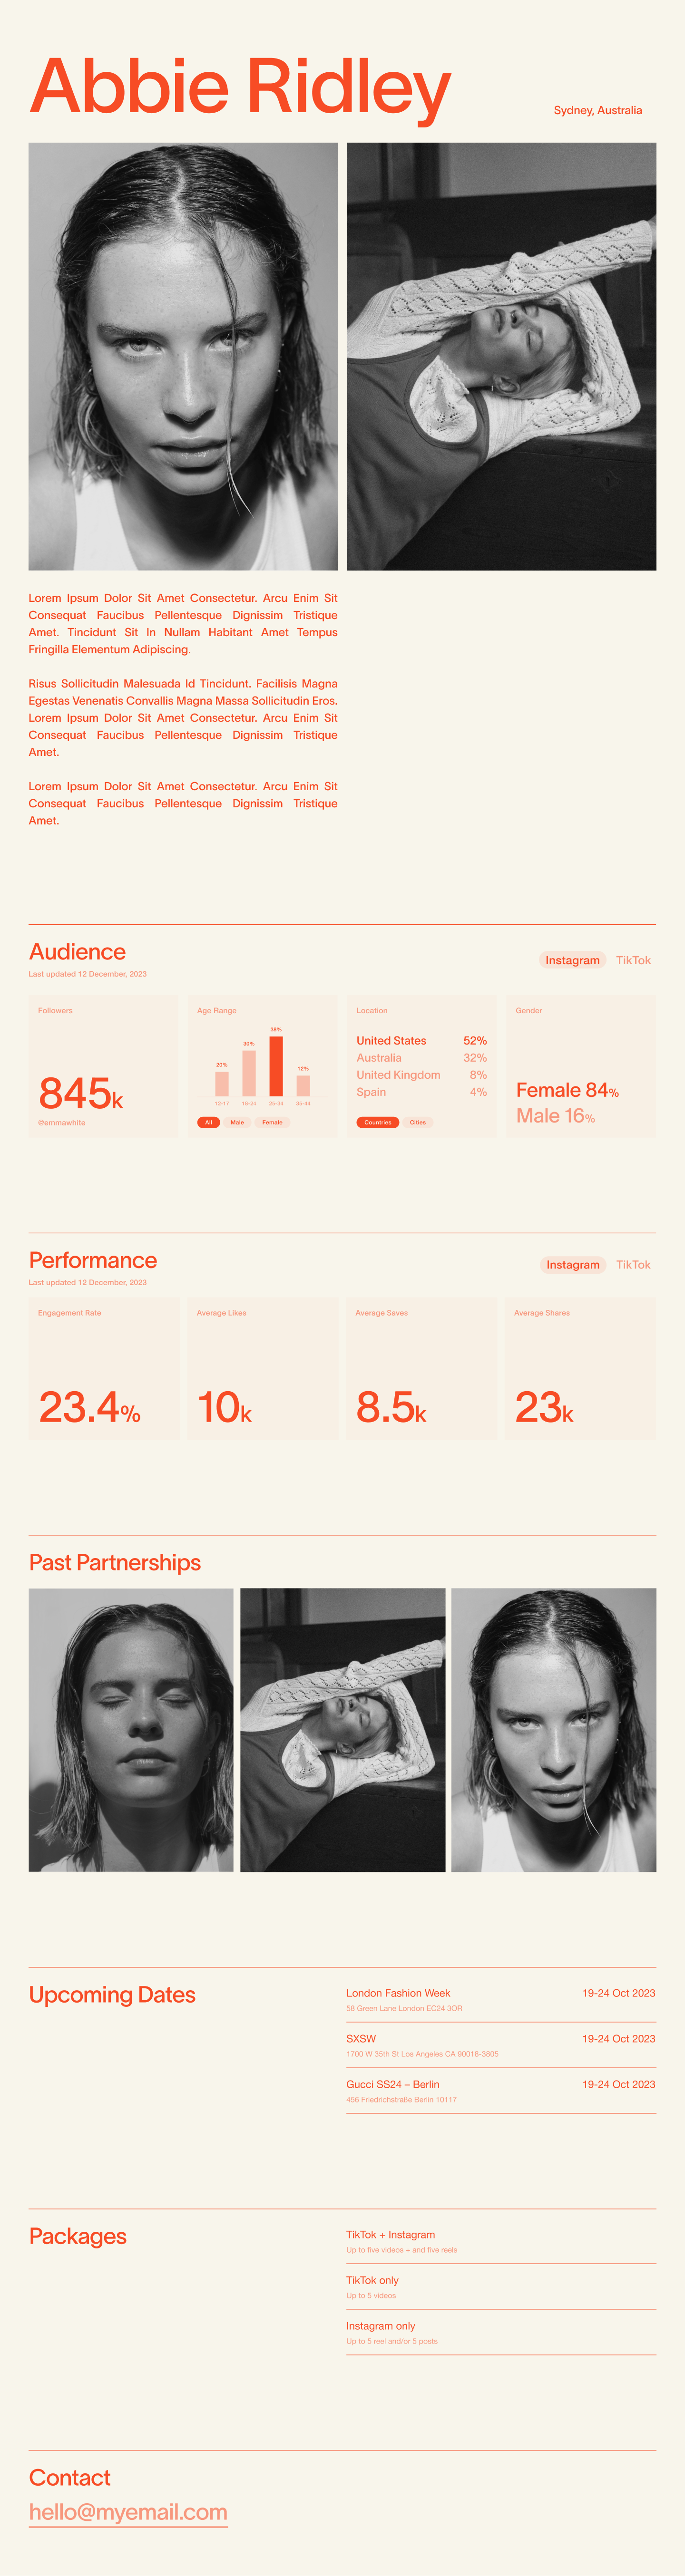 Abbie Ridley
Sydney, Australia
Lorem Ipsum Dolor Sit Amet Consectetur. Arcu Enim Sit
Consequat Faucibus Pellentesque Dignissim Tristique
Amet. Tincidunt Sit In Nullam Habitant Amet Tempus
Fringilla Elementum Adipiscing.
Risus Sollicitudin Malesuada Id Tincidunt. Facilisis Magna
Egestas Venenatis Convallis Magna Massa Sollicitudin Eros.
Lorem Ipsum Dolor Sit Amet Consectetur. Arcu Enim Sit
Consequat Faucibus Pellentesque Dignissim Tristique
Amet.
Lorem Ipsum Dolor Sit Amet Consectetur. Arcu Enim Sit
Consequat Faucibus Pellentesque Dignissim Tristique
Amet.
Audience
Last updated 12 December, 2023
Instagram TikTok
Followers
845k
@emmawhite
Age Range
20% 30% 38% 12%
12-17 18-24 25-34 35-44
All Male Female
Location
United States 52%
Australia 32%
United Kingdom 8%
Spain 4%
Countries Cities
Gender
Female 84%
Male 16%
Performance
Last updated 12 December, 2023
Instagram TikTok
Engagement Rate
23.4%
Average Likes
10k
Average Saves
8.5k
Average Shares
23k
Past Partnerships
Upcoming Dates
London Fashion Week 19-24 Oct 2023
58 Green Lane London EC24 3OR
SXSW 19-24 Oct 2023
1700 W 35th St Los Angeles CA 90018-3805
Gucci SS24 – Berlin 19-24 Oct 2023
456 Friedrichstraße Berlin 10117
Packages
TikTok + Instagram
Up to five videos + and five reels
TikTok only
Up to 5 videos
Instagram only
Up to 5 reel and/or 5 posts
Contact
hello@myemail.com